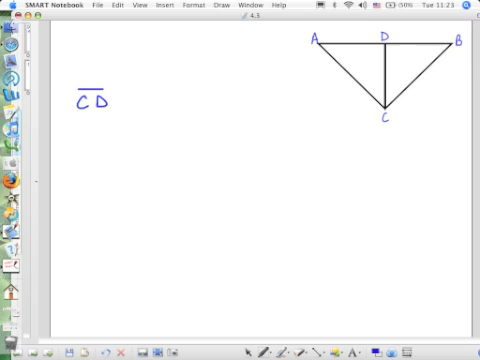 SMART Notebook File Edit View Insert Format Draw Window Help (50%) Tue 11:23
4.3
A D B
CD
C